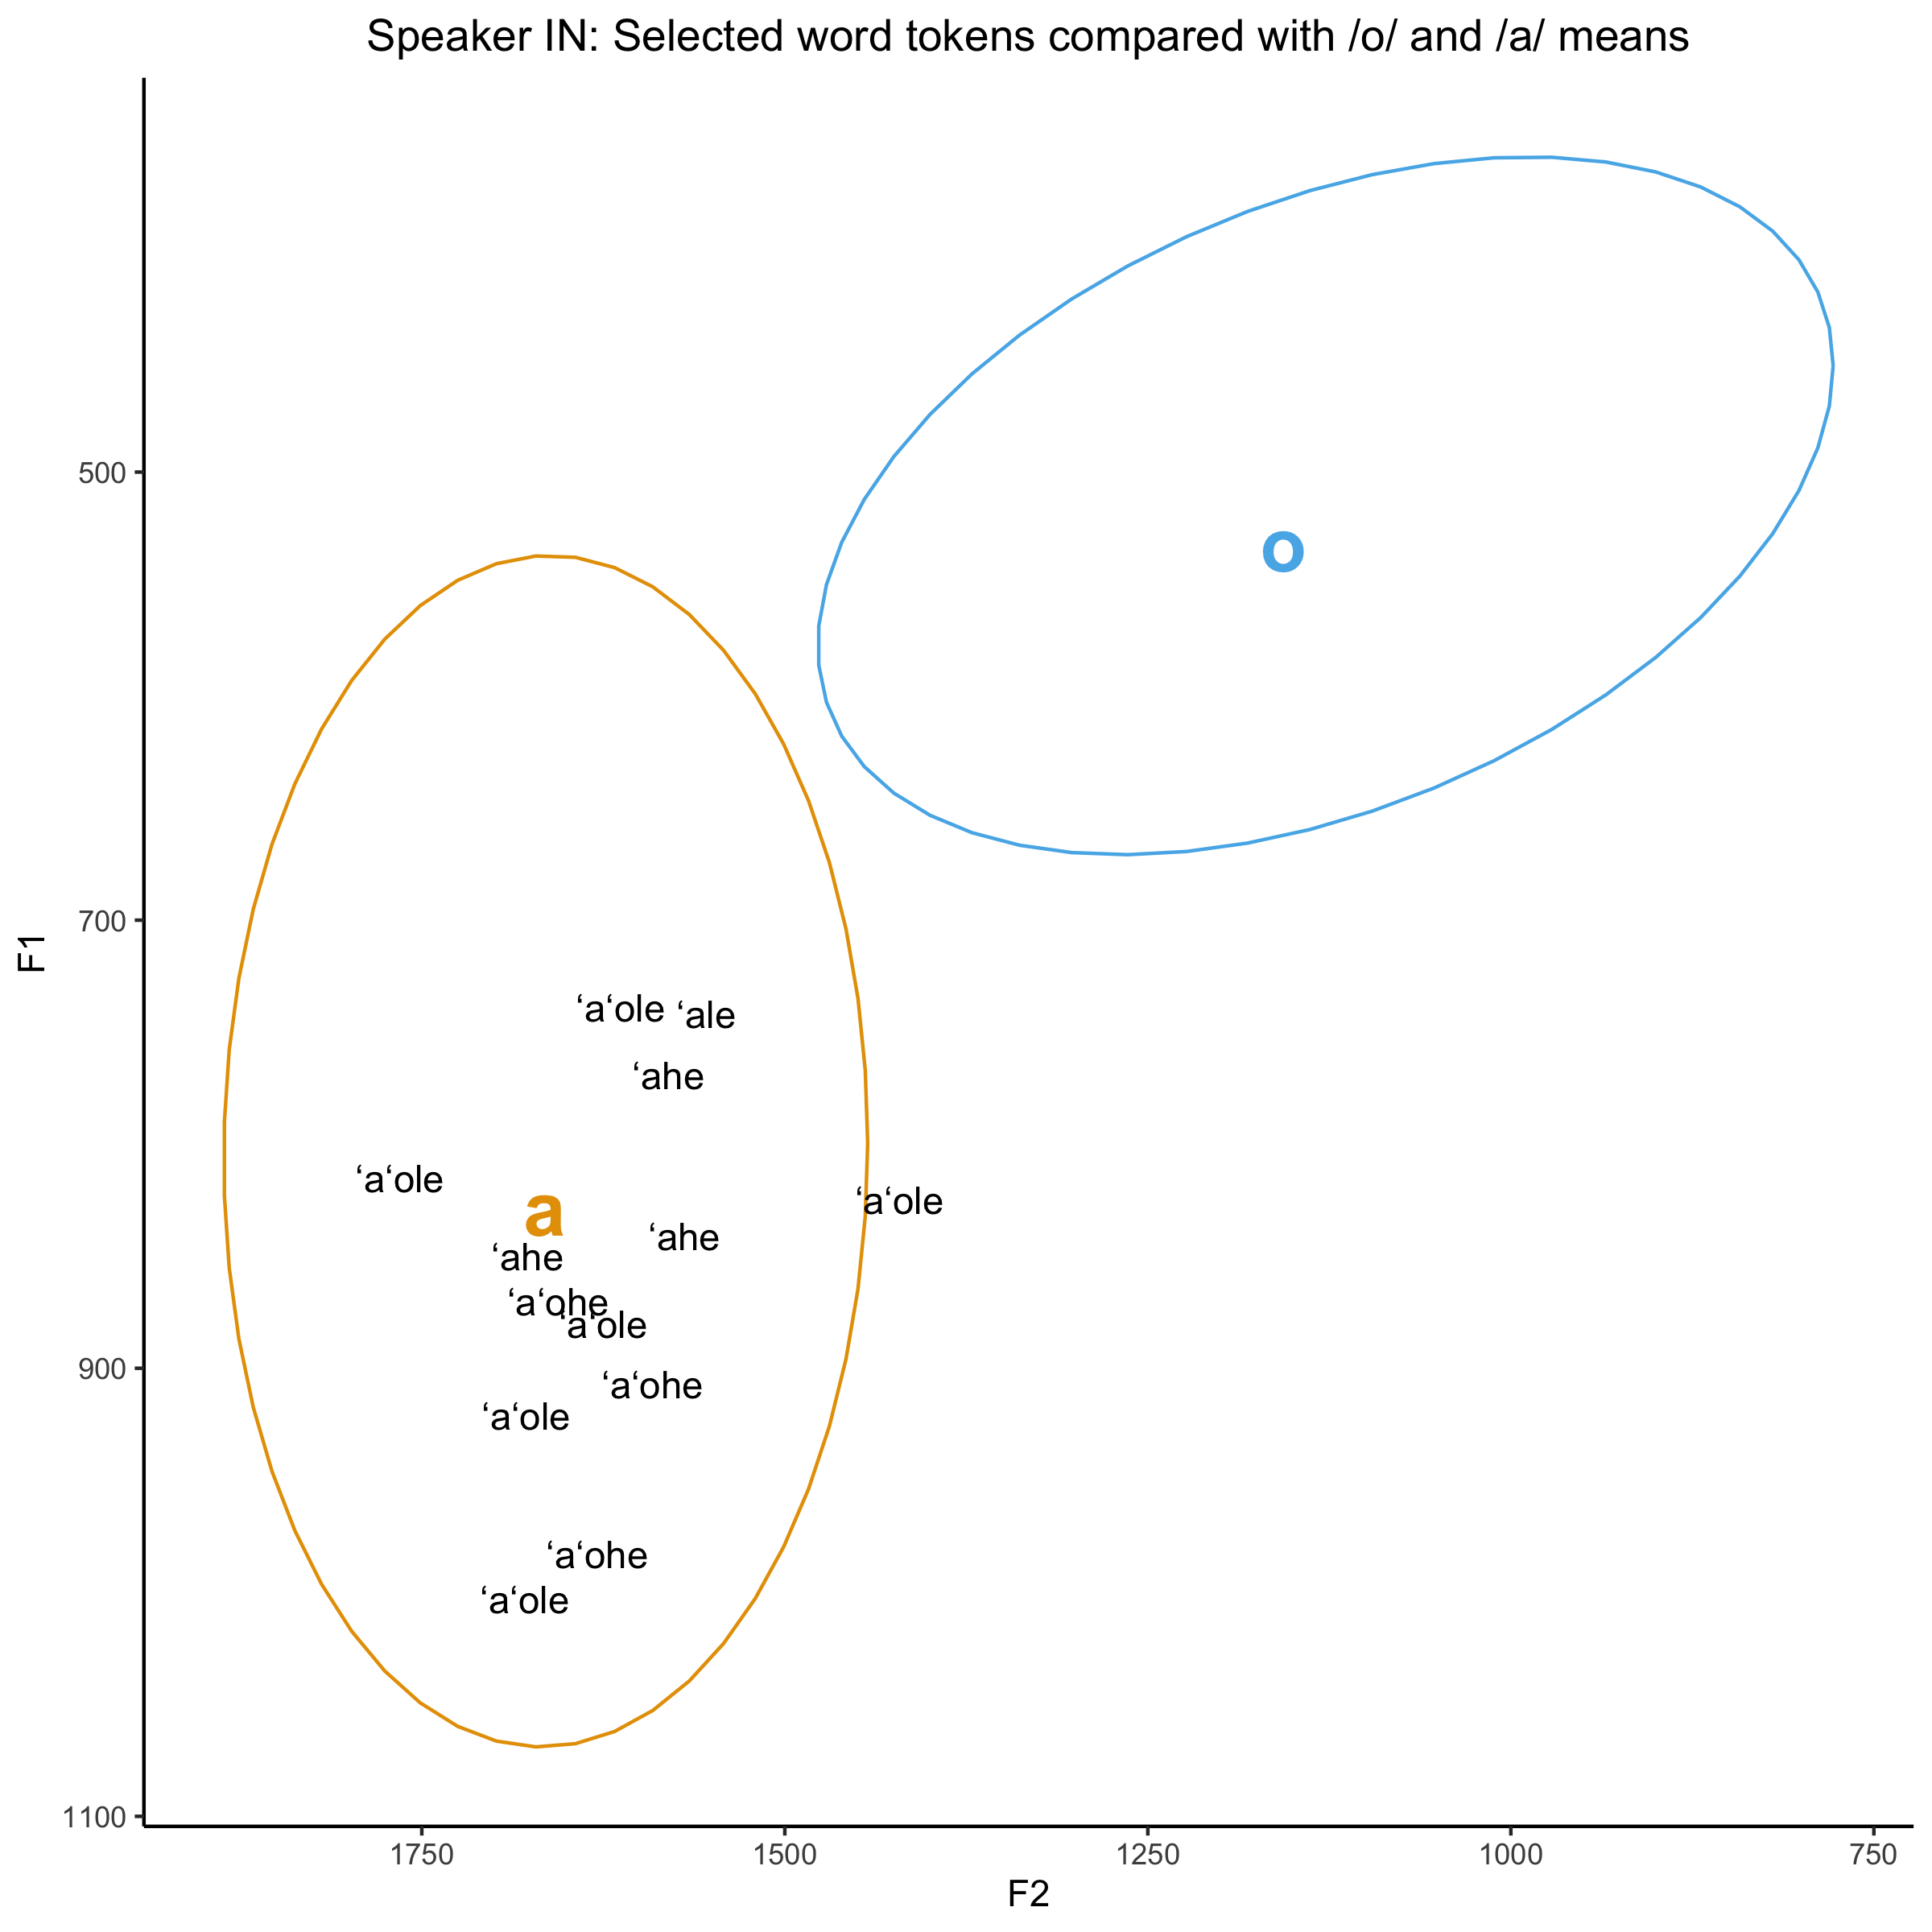 Speaker IN: Selected word tokens compared with /o/ and /a/ means
500
o
700
F1
‘a‘ole ‘ale
‘ahe
‘a‘ole
‘a‘ole
a
‘ahe
‘ahe
‘a‘ohe
‘a‘ole
900
‘a‘ohe
‘a‘ole
‘a‘ohe
‘a‘ole
1100
1750 1500 1250 1000 750
F2